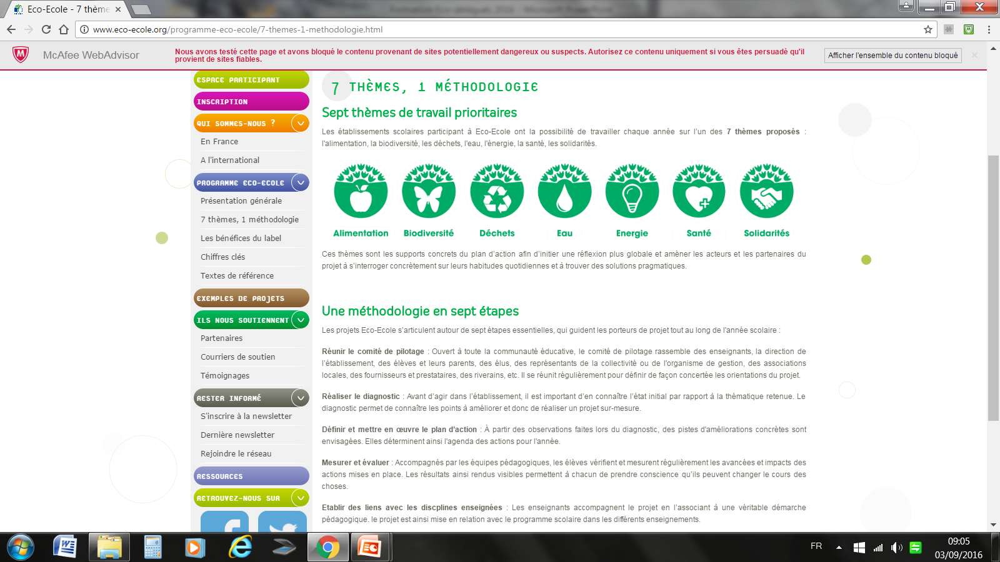 Eco-Ecole - 7 thème
Formation Eco-délégués 2016 - Microsoft PowerPoint
www.eco-ecole.org/programme-eco-ecole/7-themes-1-methodologie.html
McAfee WebAdvisor
Nous avons testé cette page et avons bloqué le contenu provenant de sites potentiellement dangereux ou suspects. Autorisez ce contenu uniquement si vous êtes persuadé qu'il
provient de sites fiables.
Afficher l'ensemble du contenu bloqué
ESPACE PARTICIPANT
INSCRIPTION
QUI SOMMES-NOUS ?
En France
A l'international
PROGRAMME ECO-ECOLE
Présentation générale
7 thèmes, 1 méthodologie
Les bénéfices du label
Chiffres clés
Textes de référence
EXEMPLES DE PROJETS
ILS NOUS SOUTIENNENT
Partenaires
Courriers de soutien
Témoignages
RESTER INFORMÉ
S'inscrire à la newsletter
Dernière newsletter
Rejoindre le réseau
RESSOURCES
RETROUVEZ-NOUS SUR
7 THÈMES, 1 MÉTHODOLOGIE
Sept thèmes de travail prioritaires
Les établissements scolaires participant à Eco-Ecole ont la possibilité de travailler chaque année sur l'un des 7 thèmes proposés :
l'alimentation, la biodiversité, les déchets, l'eau, l'énergie, la santé, les solidarités.
Alimentation Biodiversité Déchets Eau Energie Santé Solidarités
Ces thèmes sont les supports concrets du plan d'action afin d'initier une réflexion plus globale et amènent les acteurs et les partenaires du
projet à s'interroger concrètement sur leurs habitudes quotidiennes et à trouver des solutions pragmatiques.
Une méthodologie en sept étapes
Les projets Eco-Ecole s'articulent autour de sept étapes essentielles, qui guident les porteurs de projet tout au long de l'année scolaire :
Réunir le comité de pilotage : Ouvert à toute la communauté éducative, le comité de pilotage rassemble des enseignants, la direction de
l'établissement, des élèves et leurs parents, des élus, des représentants de la collectivité ou de l'organisme de gestion, des associations
locales, des fournisseurs et prestataires, des riverains, etc. Il se réunit régulièrement pour définir de façon concertée les orientations du projet.
Réaliser le diagnostic : Avant d'agir dans l'établissement, il est important d'en connaître l'état initial par rapport à la thématique retenue. Le
diagnostic permet de connaître les points à améliorer et donc de réaliser un projet sur-mesure.
Définir et mettre en œuvre le plan d'action : À partir des observations faites lors du diagnostic, des pistes d'améliorations concrètes sont
envisagées. Elles déterminent ainsi l'agenda des actions pour l'année.
Mesurer et évaluer : Accompagnés par les équipes pédagogiques, les élèves vérifient et mesurent régulièrement les avancées et impacts des
actions mises en place. Les résultats ainsi rendus visibles permettent à chacun de prendre conscience qu'ils peuvent changer le cours des
choses.
Etablir des liens avec les discplines enseignées : Les enseignants accompagnent le projet en l'associant à une véritable démarche
pédagogique. le projet est ainsi mise en relation avec le programme scolaire dans les différents enseignements.
FR
09:05
03/09/2016